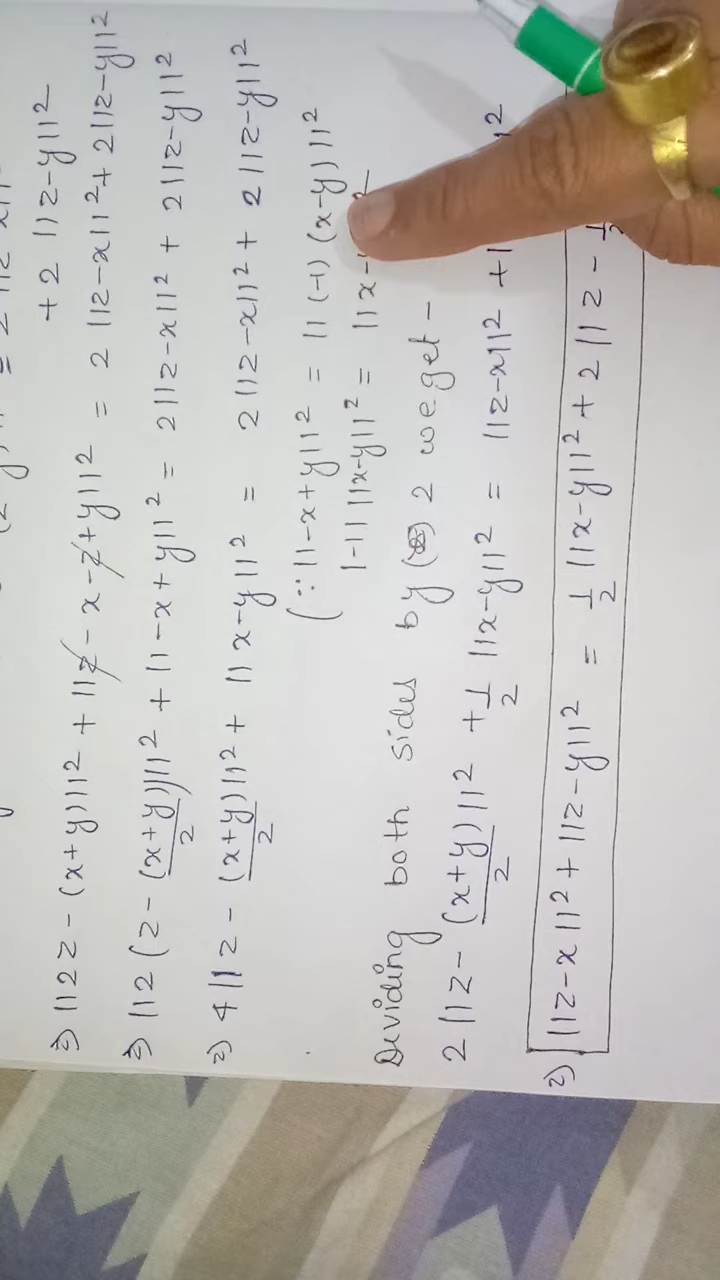 + 2 ||z-y||²
⇒ ||2z - (x+y)||² + ||z - x - z + y||² = 2 ||z-x||² + 2||z-y||²
⇒ ||2 (z - (x+y)/2)||² + ||-x+y||² = 2||z-x||² + 2||z-y||²
⇒ 4 ||z - (x+y)/2||² + ||x-y||² = 2||z-x||² + 2||z-y||²
(∵ ||-x+y||² = ||(-1) (x-y)||²
|-1| ||x-y||² = ||x-
Dividing both sides by 2 we get -
2 ||z - (x+y)/2||² + 1/2 ||x-y||² = ||z-x||² + ²
⇒ ||z-x||² + ||z-y||² = 1/2 ||x-y||² + 2 ||z -